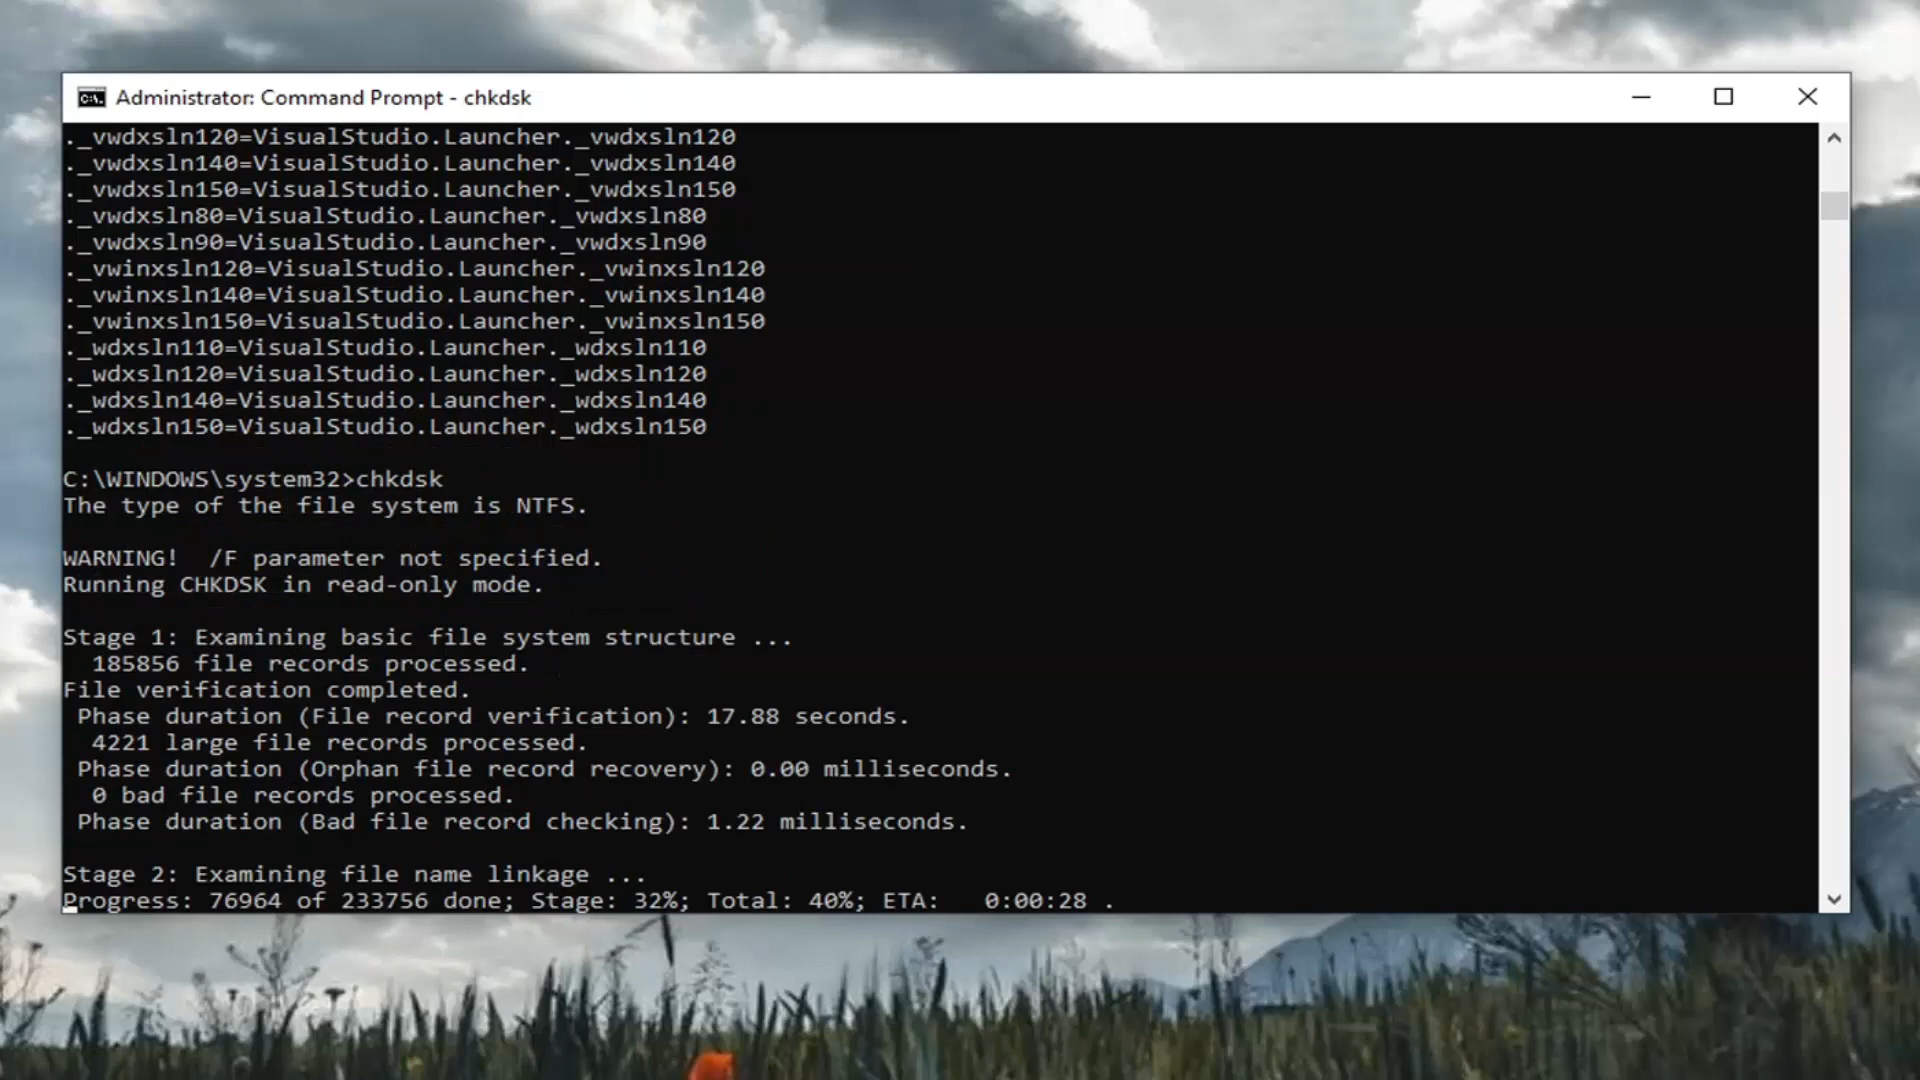 Administrator: Command Prompt - chkdsk
._vwdxsln120=VisualStudio.Launcher._vwdxsln120
._vwdxsln140=VisualStudio.Launcher._vwdxsln140
._vwdxsln150=VisualStudio.Launcher._vwdxsln150
._vwdxsln80=VisualStudio.Launcher._vwdxsln80
._vwdxsln90=VisualStudio.Launcher._vwdxsln90
._vwinxsln120=VisualStudio.Launcher._vwinxsln120
._vwinxsln140=VisualStudio.Launcher._vwinxsln140
._vwinxsln150=VisualStudio.Launcher._vwinxsln150
._wdxsln110=VisualStudio.Launcher._wdxsln110
._wdxsln120=VisualStudio.Launcher._wdxsln120
._wdxsln140=VisualStudio.Launcher._wdxsln140
._wdxsln150=VisualStudio.Launcher._wdxsln150
C:\WINDOWS\system32>chkdsk
The type of the file system is NTFS.
WARNING!  /F parameter not specified.
Running CHKDSK in read-only mode.
Stage 1: Examining basic file system structure ...
  185856 file records processed.
File verification completed.
 Phase duration (File record verification): 17.88 seconds.
  4221 large file records processed.
 Phase duration (Orphan file record recovery): 0.00 milliseconds.
  0 bad file records processed.
 Phase duration (Bad file record checking): 1.22 milliseconds.
Stage 2: Examining file name linkage ...
Progress: 76964 of 233756 done; Stage: 32%; Total: 40%; ETA:   0:00:28 .